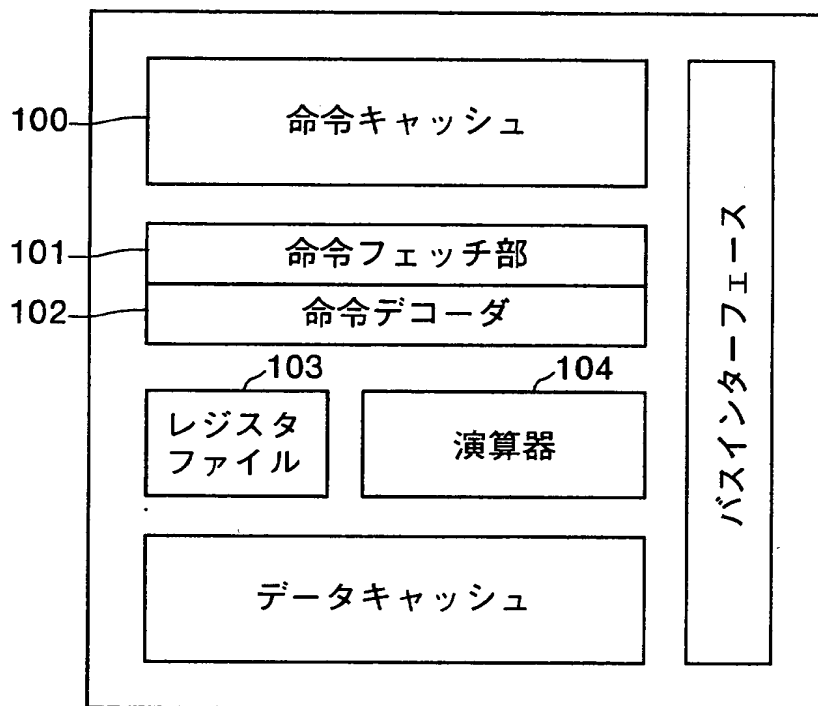 100
命令キャッシュ
101
命令フェッチ部
102
命令デコーダ
103
レジスタ
ファイル
104
演算器
データキャッシュ
バスインターフェース